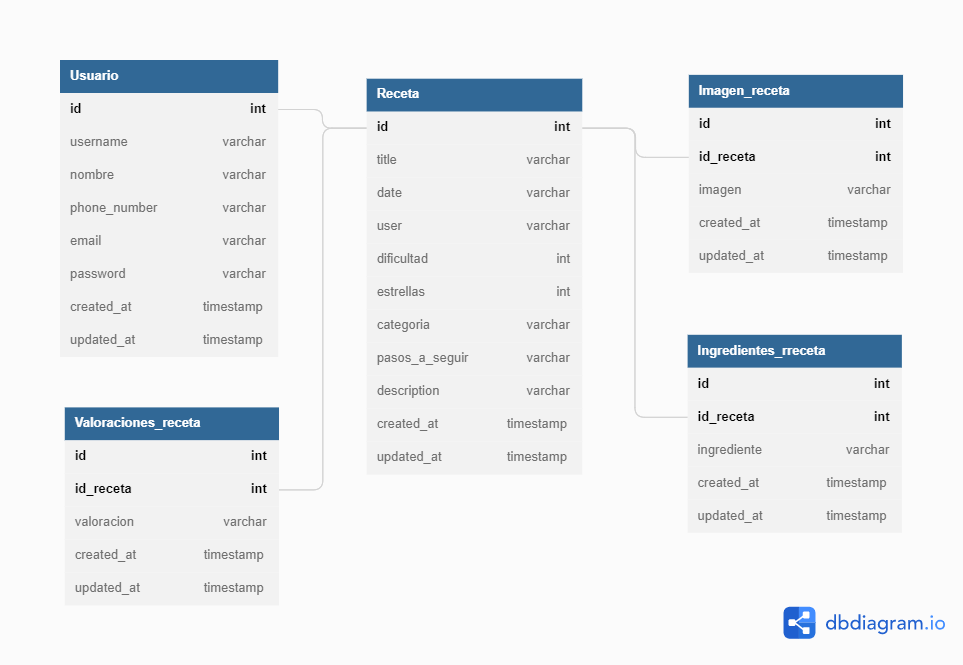 Usuario
id int
username varchar
nombre varchar
phone_number varchar
email varchar
password varchar
created_at timestamp
updated_at timestamp
Valoraciones_receta
id int
id_receta int
valoracion varchar
created_at timestamp
updated_at timestamp
Receta
id int
title varchar
date varchar
user varchar
dificultad int
estrellas int
categoria varchar
pasos_a_seguir varchar
description varchar
created_at timestamp
updated_at timestamp
Imagen_receta
id int
id_receta int
imagen varchar
created_at timestamp
updated_at timestamp
Ingredientes_rreceta
id int
id_receta int
ingrediente varchar
created_at timestamp
updated_at timestamp
dbdiagram.io